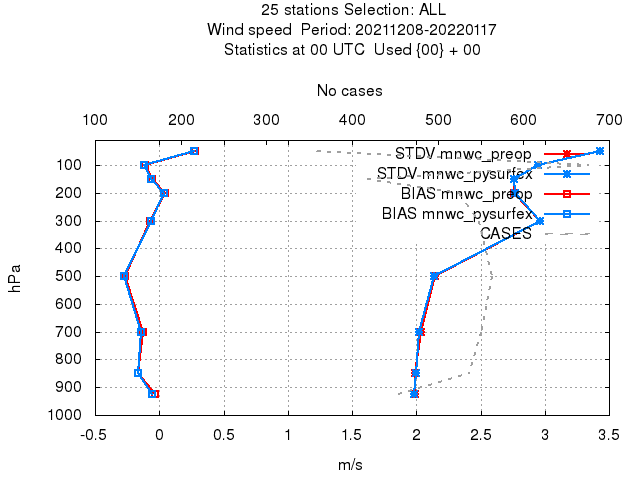 25 stations Selection: ALL
Wind speed  Period: 20211208-20220117
Statistics at 00 UTC  Used {00} + 00
No cases
100 200 300 400 500 600 700
STDV mnwc_preop
STDV mnwc_pysurfex
BIAS mnwc_preop
BIAS mnwc_pysurfex
CASES
hPa
100
200
300
400
500
600
700
800
900
1000
-0.5 0 0.5 1 1.5 2 2.5 3 3.5
m/s